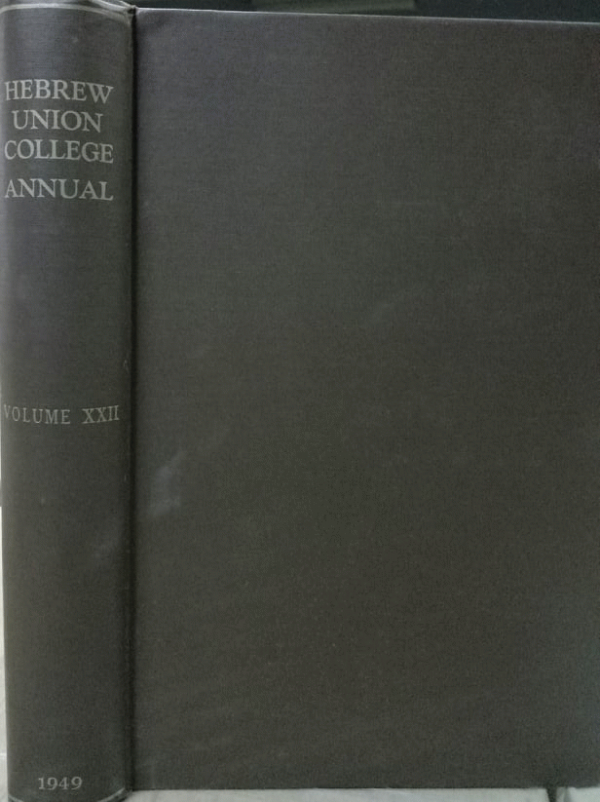 HEBREW
UNION
COLLEGE
ANNUAL
VOLUME XXII
1949